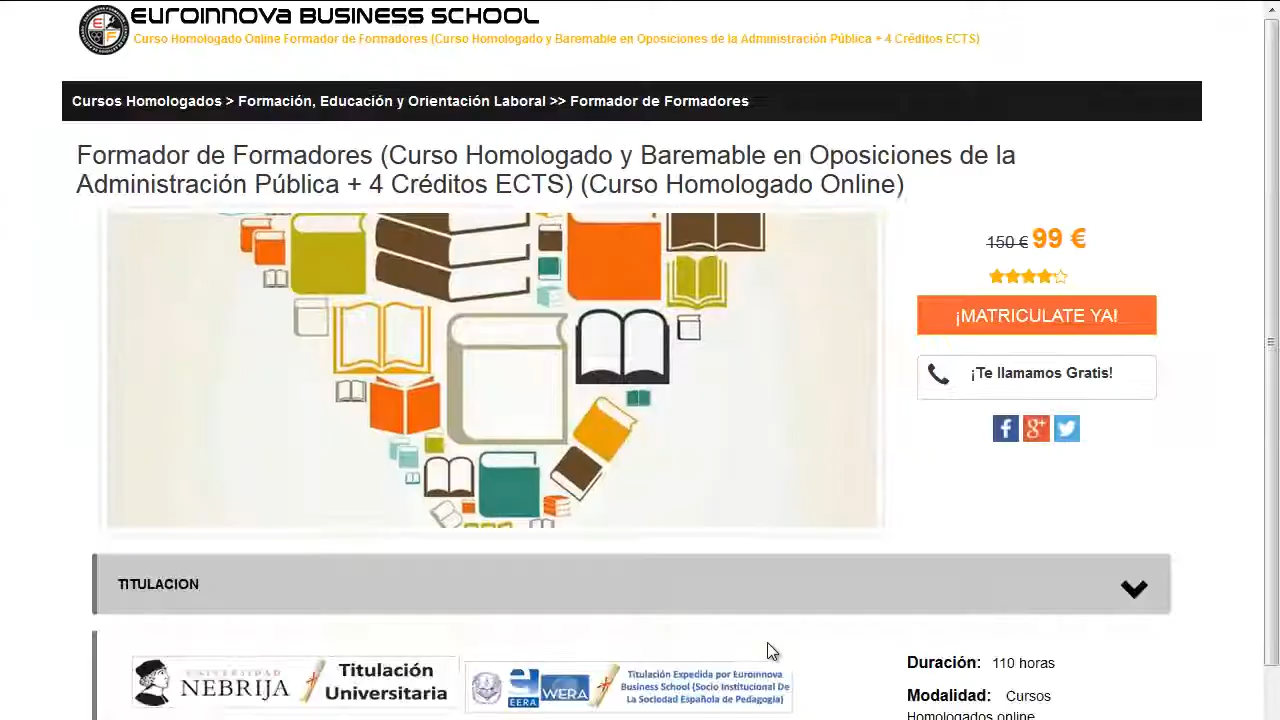 EUROINNOVA BUSINESS SCHOOL
Curso Homologado Online Formador de Formadores (Curso Homologado y Baremable en Oposiciones de la Administración Pública + 4 Créditos ECTS)
Cursos Homologados > Formación, Educación y Orientación Laboral >> Formador de Formadores
Formador de Formadores (Curso Homologado y Baremable en Oposiciones de la
Administración Pública + 4 Créditos ECTS) (Curso Homologado Online)
150 € 99 €
¡MATRICULATE YA!
¡Te llamamos Gratis!
TITULACION
UNIVERSIDAD
NEBRIJA
Titulación
Universitaria
EERA
WERA
Titulación Expedida por Euroinnova
Business School (Socio Institucional De
La Sociedad Española de Pedagogía)
Duración: 110 horas
Modalidad: Cursos
Homologados online